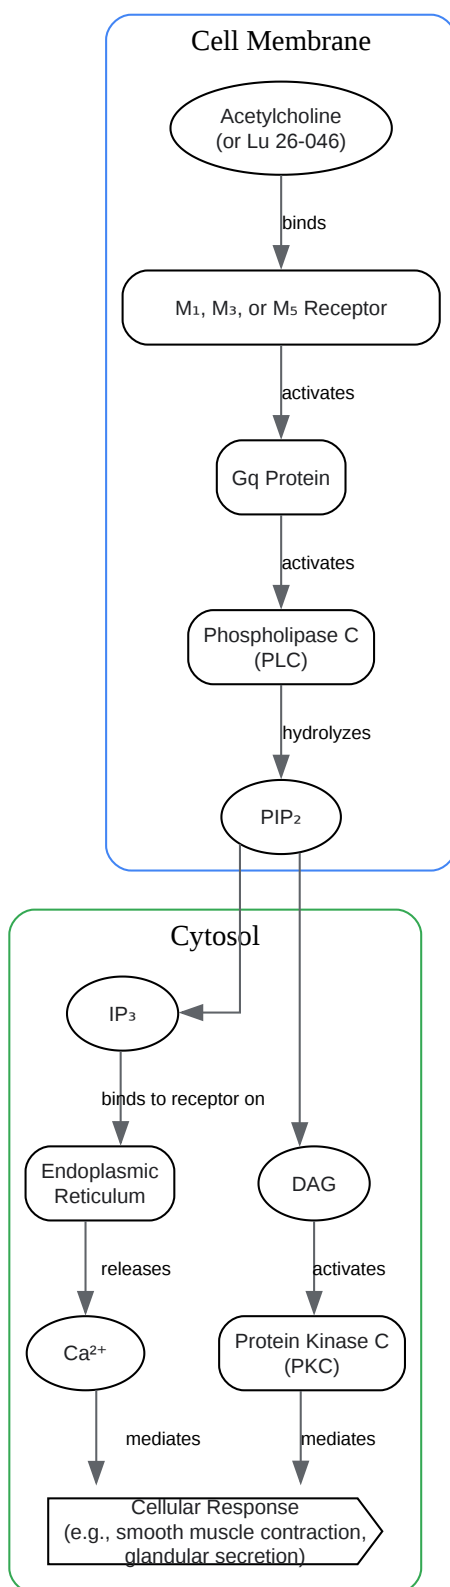 Cell Membrane
Acetylcholine
(or Lu 26-046)
binds
M₁, M₃, or M₅ Receptor
activates
Gq Protein
activates
Phospholipase C
(PLC)
hydrolyzes
PIP₂
Cytosol
IP₃
binds to receptor on
Endoplasmic
Reticulum
DAG
releases
activates
Ca²⁺
Protein Kinase C
(PKC)
mediates
mediates
Cellular Response
(e.g., smooth muscle contraction,
glandular secretion)